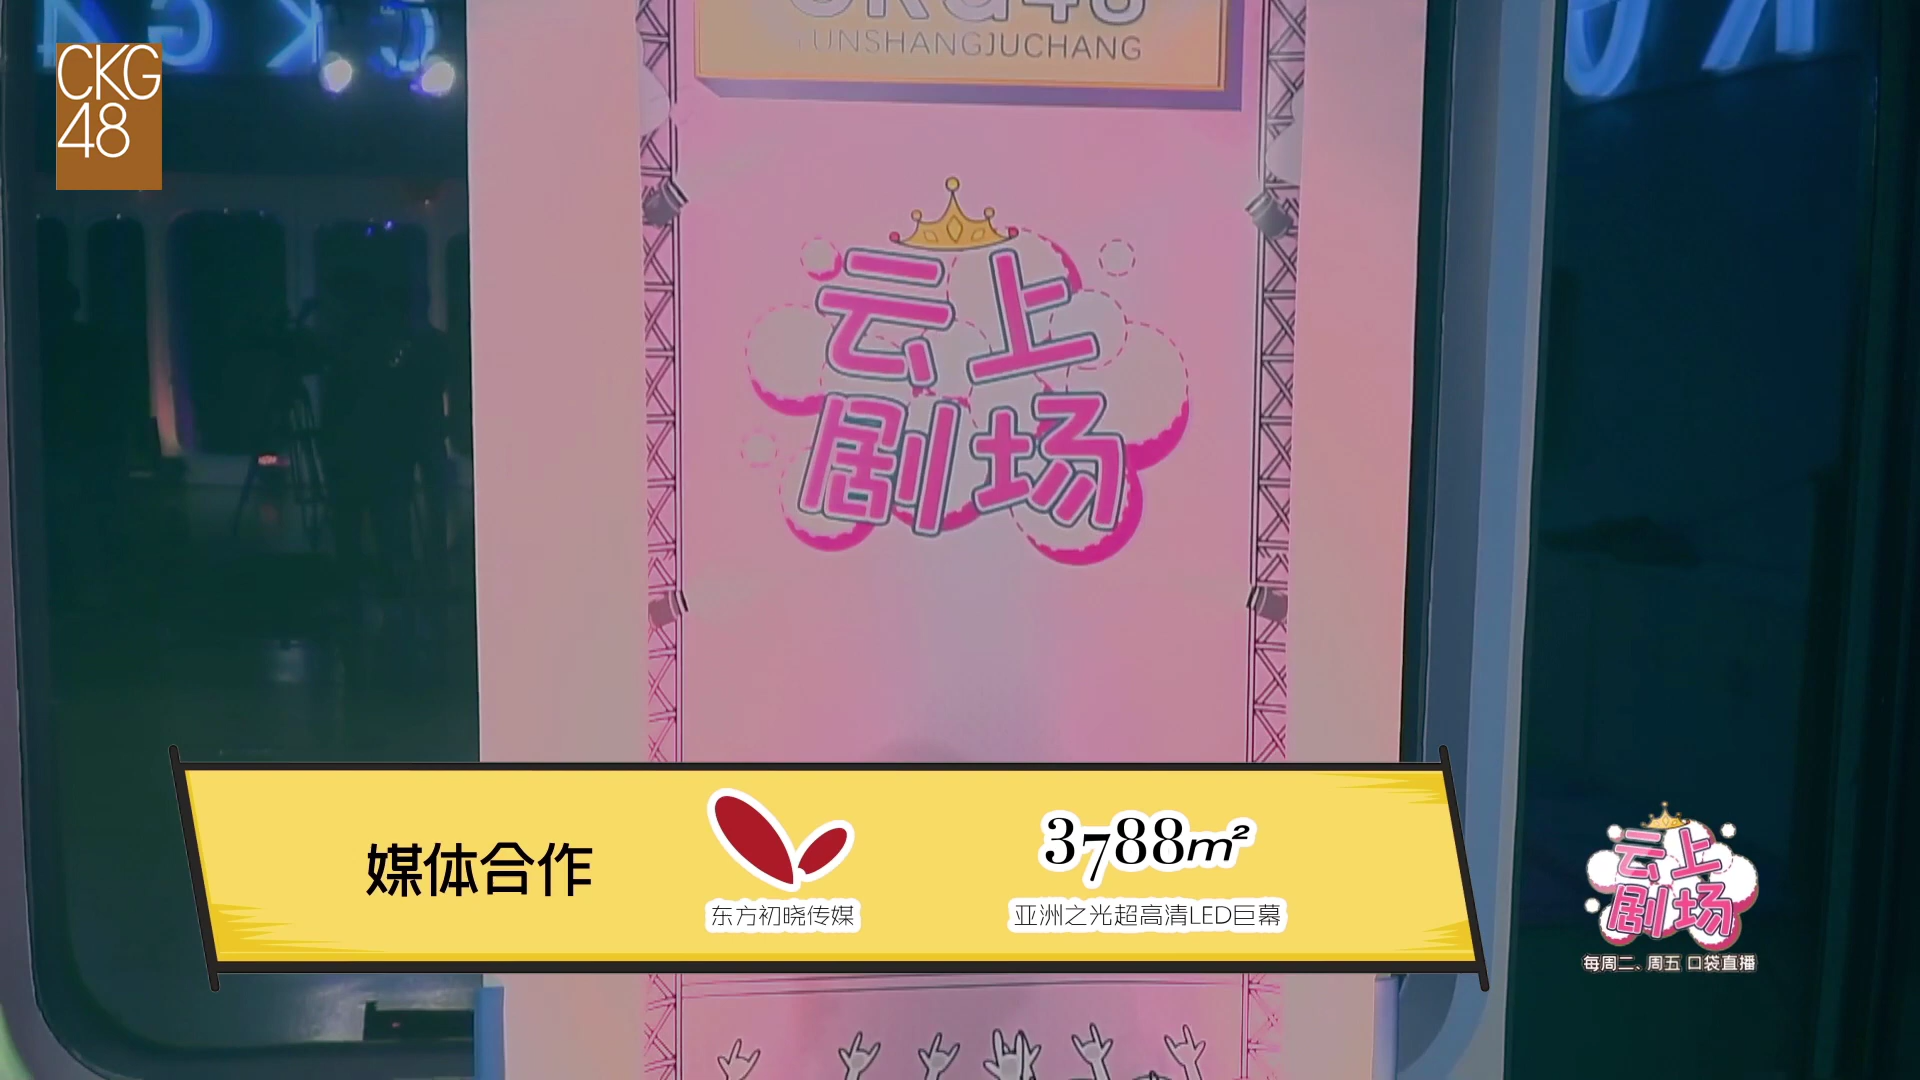 CKG
48
CKG48
YUNSHANGJUCHANG
云上
剧场
媒体合作
东方初晓传媒
3788m²
亚洲之光超高清LED巨幕
云上
剧场
每周二、周五 口袋直播